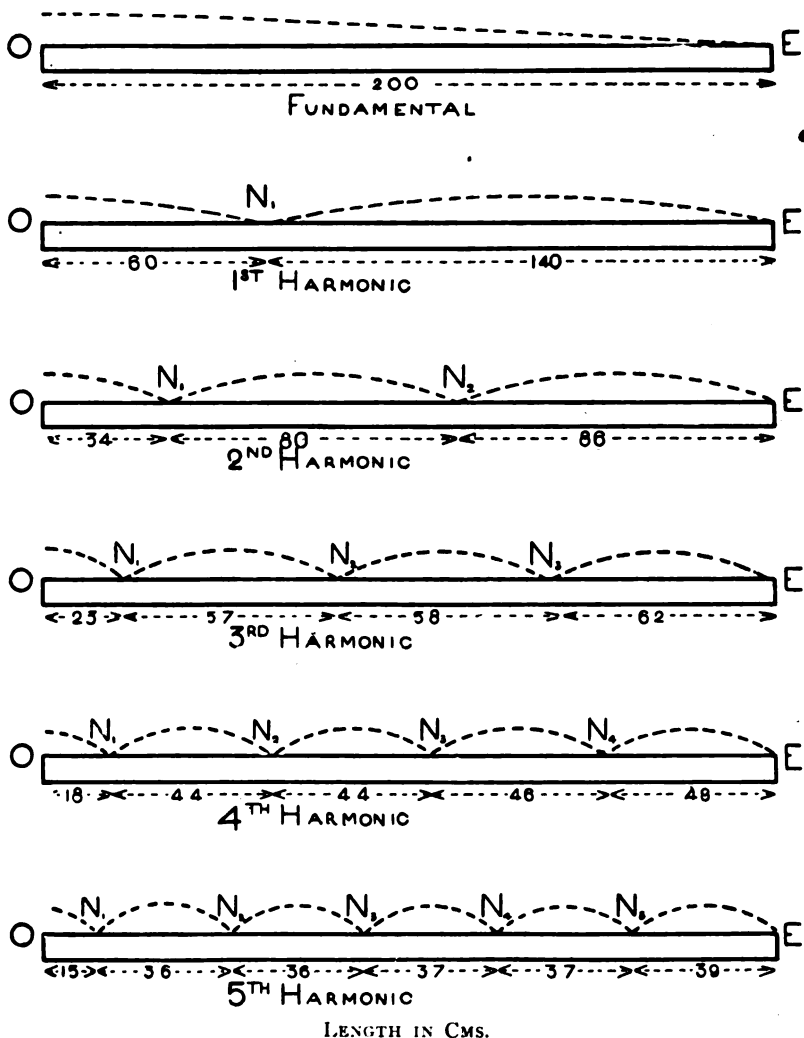 O E
200
FUNDAMENTAL
N₁
O E
60 140
1ST HARMONIC
N₁ N₂
O E
34 80 86
2ND HARMONIC
N₁ N₂ N₃
O E
23 57 58 62
3RD HARMONIC
N₁ N₂ N₃ N₄
O E
18 44 44 46 48
4TH HARMONIC
N₁ N₂ N₃ N₄ N₅
O E
15 36 36 37 37 39
5TH HARMONIC
LENGTH IN CMS.